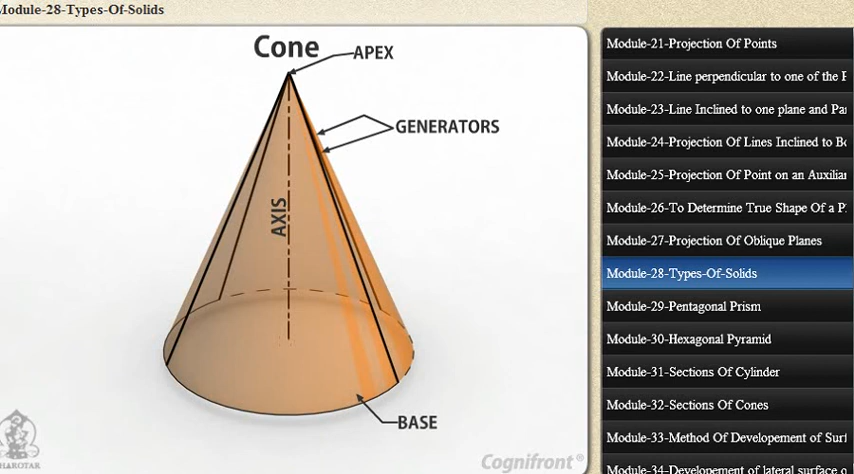 Module-28-Types-Of-Solids
Cone
APEX
GENERATORS
AXIS
BASE
HAROTAR
Cognifront®
Module-21-Projection Of Points
Module-22-Line perpendicular to one of the
Module-23-Line Inclined to one plane and
Module-24-Projection Of Lines Inclined to
Module-25-Projection Of Point on an
Module-26-To Determine True Shape Of a
Module-27-Projection Of Oblique Planes
Module-28-Types-Of-Solids
Module-29-Pentagonal Prism
Module-30-Hexagonal Pyramid
Module-31-Sections Of Cylinder
Module-32-Sections Of Cones
Module-33-Method Of Developement of
Module-34-Developement of lateral surface